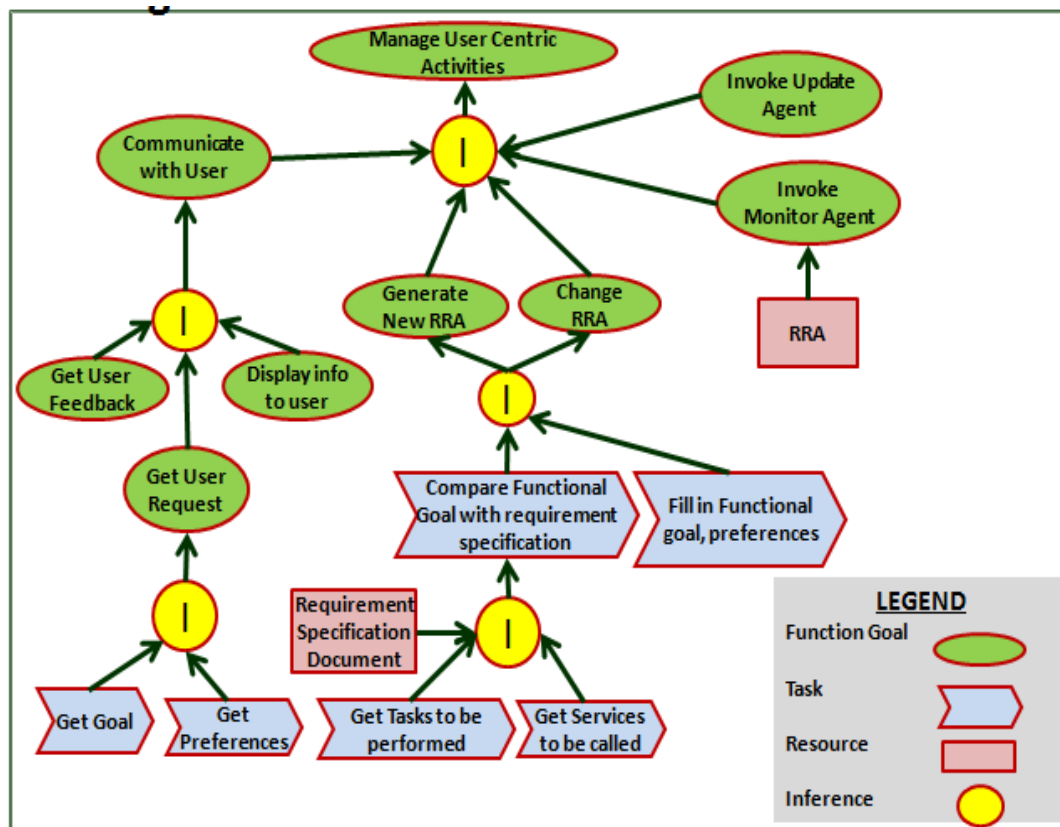 Manage User Centric
Activities
Invoke Update
Agent
Communicate
with User
I
Invoke
Monitor Agent
Generate
New RRA
Change
RRA
RRA
I
Get User
Feedback
Display info
to user
I
Get User
Request
Compare Functional
Goal with requirement
specification
Fill in Functional
goal, preferences
I
Requirement
Specification
Document
I
Get Goal
Get
Preferences
Get Tasks to be
performed
Get Services
to be called
LEGEND
Function Goal
Task
Resource
Inference